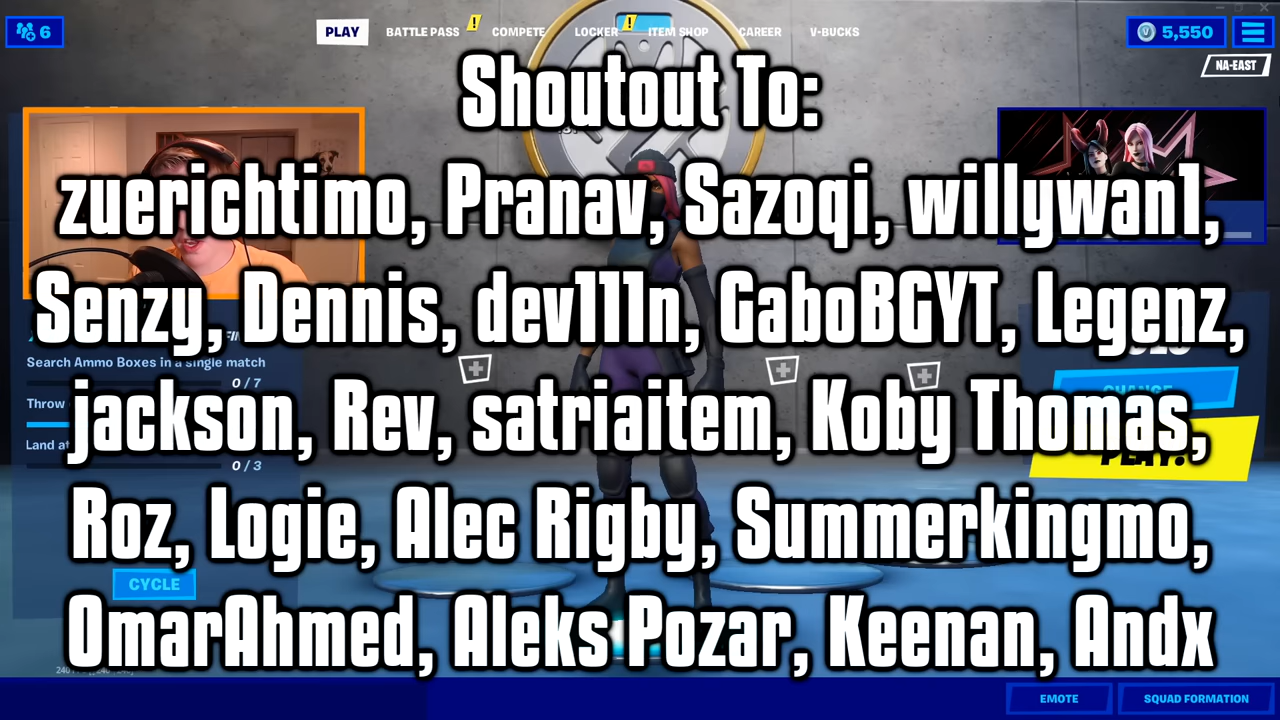 6
PLAY
BATTLE PASS
!
COMPETE
LOCKER
!
ITEM SHOP
CAREER
V-BUCKS
5,550
NA-EAST
Shoutout To:
zuerichtimo, Pranav, Sazoqi, willywan1,
Senzy, Dennis, dev111n, GaboBGYT, Legenz,
jackson, Rev, satriaitem, Koby Thomas,
Roz, Logie, Alec Rigby, Summerkingmo,
OmarAhmed, Aleks Pozar, Keenan, Andx
Search Ammo Boxes in a single match
0 / 7
Throw
Land at
0 / 3
CYCLE
CHANGE
PLAY!
EMOTE
SQUAD FORMATION